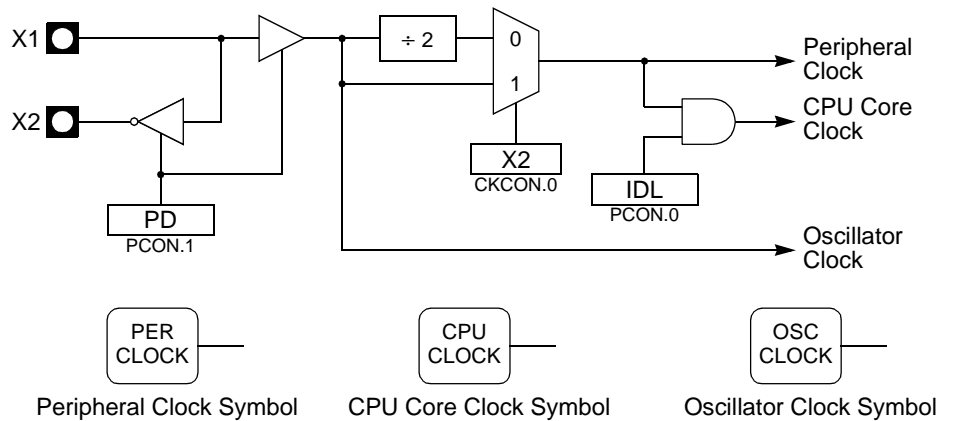 X1
÷ 2
0
1
Peripheral
Clock
X2
CPU Core
Clock
X2
CKCON.0
IDL
PCON.0
PD
PCON.1
Oscillator
Clock
PER
CLOCK
CPU
CLOCK
OSC
CLOCK
Peripheral Clock Symbol
CPU Core Clock Symbol
Oscillator Clock Symbol